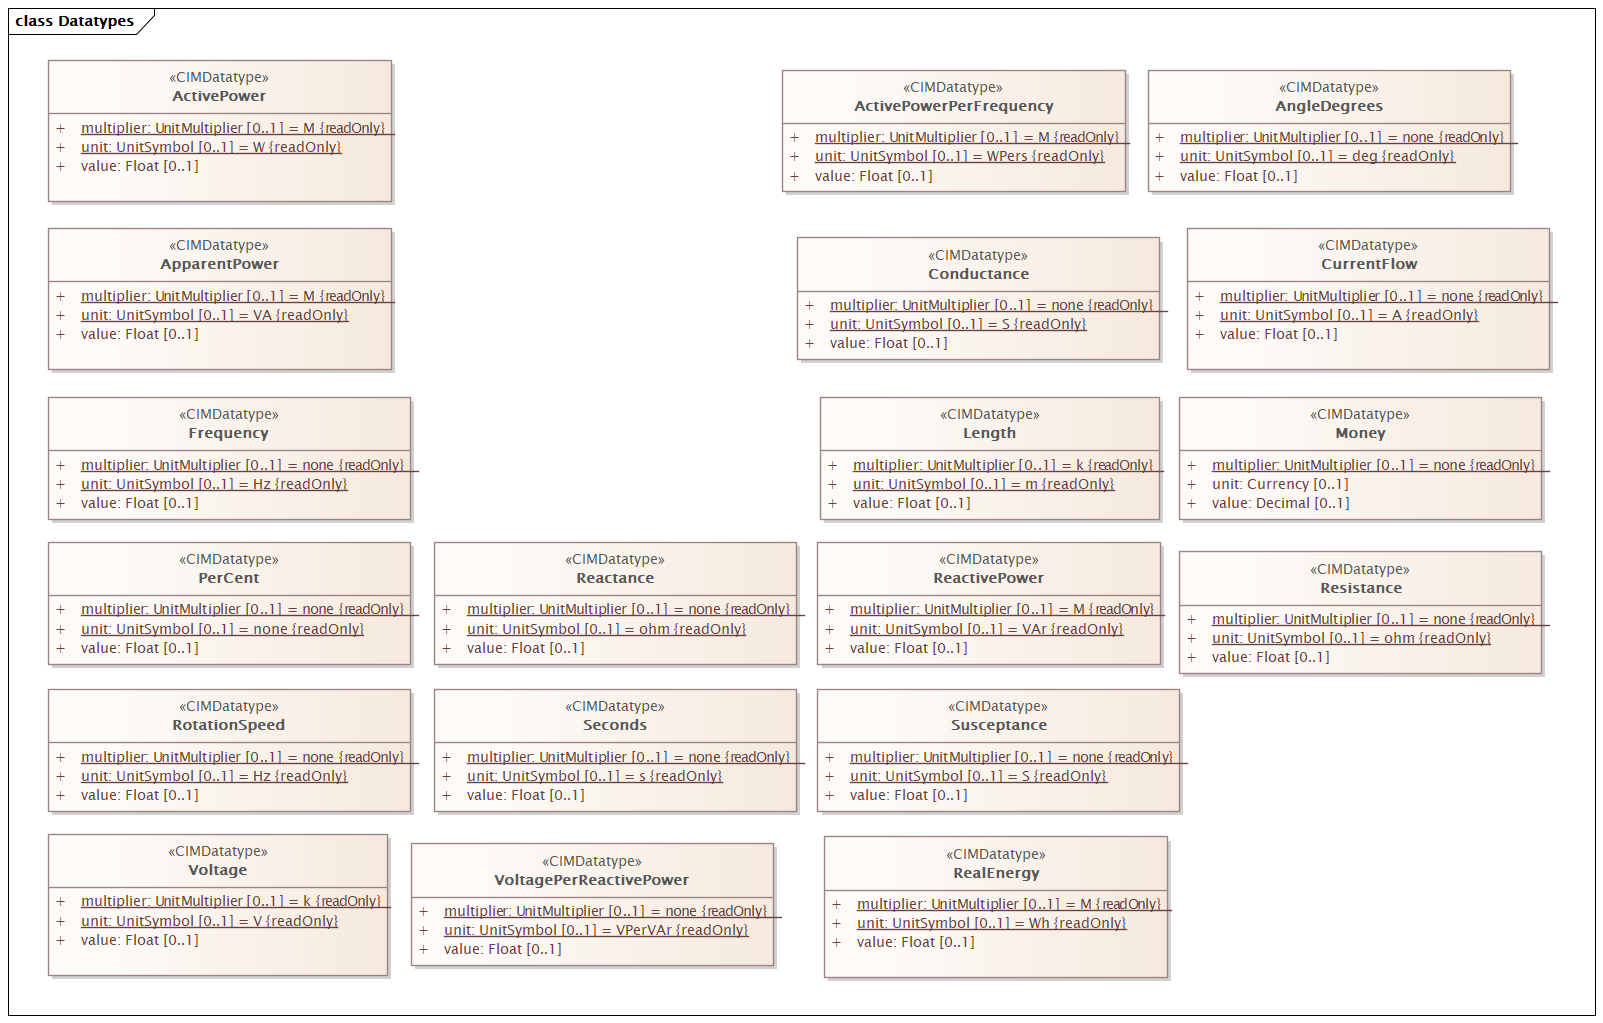 class Datatypes
«CIMDatatype»
ActivePower
+ multiplier: UnitMultiplier [0..1] = M {readOnly}
+ unit: UnitSymbol [0..1] = W {readOnly}
+ value: Float [0..1]
«CIMDatatype»
ActivePowerPerFrequency
+ multiplier: UnitMultiplier [0..1] = M {readOnly}
+ unit: UnitSymbol [0..1] = WPers {readOnly}
+ value: Float [0..1]
«CIMDatatype»
AngleDegrees
+ multiplier: UnitMultiplier [0..1] = none {readOnly}
+ unit: UnitSymbol [0..1] = deg {readOnly}
+ value: Float [0..1]
«CIMDatatype»
ApparentPower
+ multiplier: UnitMultiplier [0..1] = M {readOnly}
+ unit: UnitSymbol [0..1] = VA {readOnly}
+ value: Float [0..1]
«CIMDatatype»
Conductance
+ multiplier: UnitMultiplier [0..1] = none {readOnly}
+ unit: UnitSymbol [0..1] = S {readOnly}
+ value: Float [0..1]
«CIMDatatype»
CurrentFlow
+ multiplier: UnitMultiplier [0..1] = none {readOnly}
+ unit: UnitSymbol [0..1] = A {readOnly}
+ value: Float [0..1]
«CIMDatatype»
Frequency
+ multiplier: UnitMultiplier [0..1] = none {readOnly}
+ unit: UnitSymbol [0..1] = Hz {readOnly}
+ value: Float [0..1]
«CIMDatatype»
Length
+ multiplier: UnitMultiplier [0..1] = k {readOnly}
+ unit: UnitSymbol [0..1] = m {readOnly}
+ value: Float [0..1]
«CIMDatatype»
Money
+ multiplier: UnitMultiplier [0..1] = none {readOnly}
+ unit: Currency [0..1]
+ value: Decimal [0..1]
«CIMDatatype»
PerCent
+ multiplier: UnitMultiplier [0..1] = none {readOnly}
+ unit: UnitSymbol [0..1] = none {readOnly}
+ value: Float [0..1]
«CIMDatatype»
Reactance
+ multiplier: UnitMultiplier [0..1] = none {readOnly}
+ unit: UnitSymbol [0..1] = ohm {readOnly}
+ value: Float [0..1]
«CIMDatatype»
ReactivePower
+ multiplier: UnitMultiplier [0..1] = M {readOnly}
+ unit: UnitSymbol [0..1] = VAr {readOnly}
+ value: Float [0..1]
«CIMDatatype»
Resistance
+ multiplier: UnitMultiplier [0..1] = none {readOnly}
+ unit: UnitSymbol [0..1] = ohm {readOnly}
+ value: Float [0..1]
«CIMDatatype»
RotationSpeed
+ multiplier: UnitMultiplier [0..1] = none {readOnly}
+ unit: UnitSymbol [0..1] = Hz {readOnly}
+ value: Float [0..1]
«CIMDatatype»
Seconds
+ multiplier: UnitMultiplier [0..1] = none {readOnly}
+ unit: UnitSymbol [0..1] = s {readOnly}
+ value: Float [0..1]
«CIMDatatype»
Susceptance
+ multiplier: UnitMultiplier [0..1] = none {readOnly}
+ unit: UnitSymbol [0..1] = S {readOnly}
+ value: Float [0..1]
«CIMDatatype»
Voltage
+ multiplier: UnitMultiplier [0..1] = k {readOnly}
+ unit: UnitSymbol [0..1] = V {readOnly}
+ value: Float [0..1]
«CIMDatatype»
VoltagePerReactivePower
+ multiplier: UnitMultiplier [0..1] = none {readOnly}
+ unit: UnitSymbol [0..1] = VPerVAr {readOnly}
+ value: Float [0..1]
«CIMDatatype»
RealEnergy
+ multiplier: UnitMultiplier [0..1] = M {readOnly}
+ unit: UnitSymbol [0..1] = Wh {readOnly}
+ value: Float [0..1]